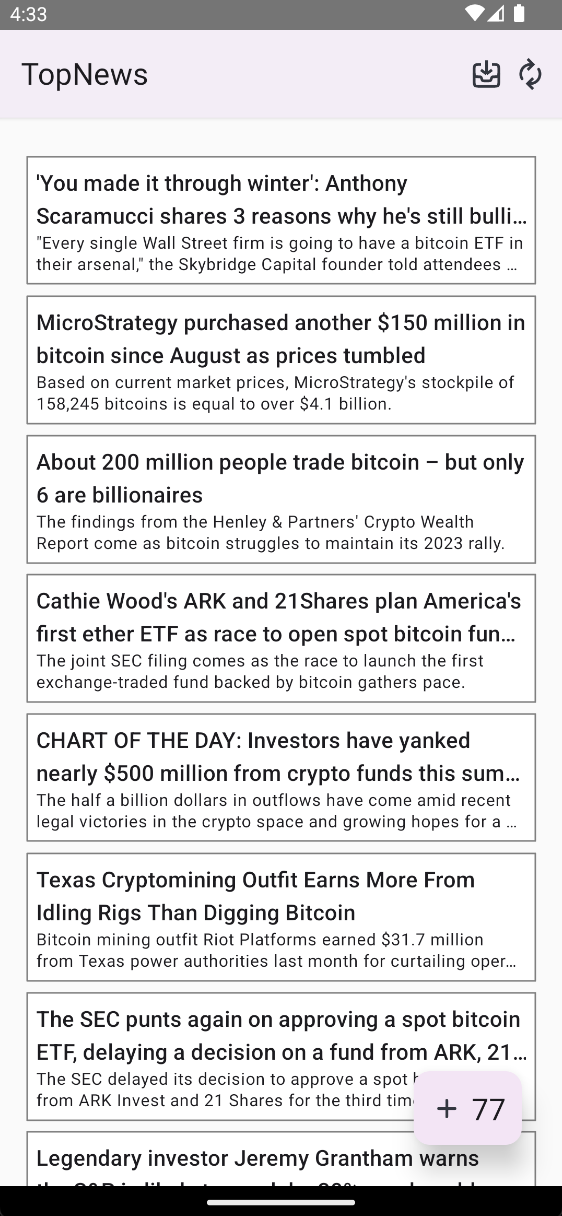 4:33
TopNews
'You made it through winter': Anthony
Scaramucci shares 3 reasons why he's still bulli…
"Every single Wall Street firm is going to have a bitcoin ETF in
their arsenal," the Skybridge Capital founder told attendees …
MicroStrategy purchased another $150 million in
bitcoin since August as prices tumbled
Based on current market prices, MicroStrategy's stockpile of
158,245 bitcoins is equal to over $4.1 billion.
About 200 million people trade bitcoin – but only
6 are billionaires
The findings from the Henley & Partners' Crypto Wealth
Report come as bitcoin struggles to maintain its 2023 rally.
Cathie Wood's ARK and 21Shares plan America's
first ether ETF as race to open spot bitcoin fun…
The joint SEC filing comes as the race to launch the first
exchange-traded fund backed by bitcoin gathers pace.
CHART OF THE DAY: Investors have yanked
nearly $500 million from crypto funds this sum…
The half a billion dollars in outflows have come amid recent
legal victories in the crypto space and growing hopes for a …
Texas Cryptomining Outfit Earns More From
Idling Rigs Than Digging Bitcoin
Bitcoin mining outfit Riot Platforms earned $31.7 million
from Texas power authorities last month for curtailing oper…
The SEC punts again on approving a spot bitcoin
ETF, delaying a decision on a fund from ARK, 21…
The SEC delayed its decision to approve a spot
from ARK Invest and 21 Shares for the third
+ 77
Legendary investor Jeremy Grantham warns